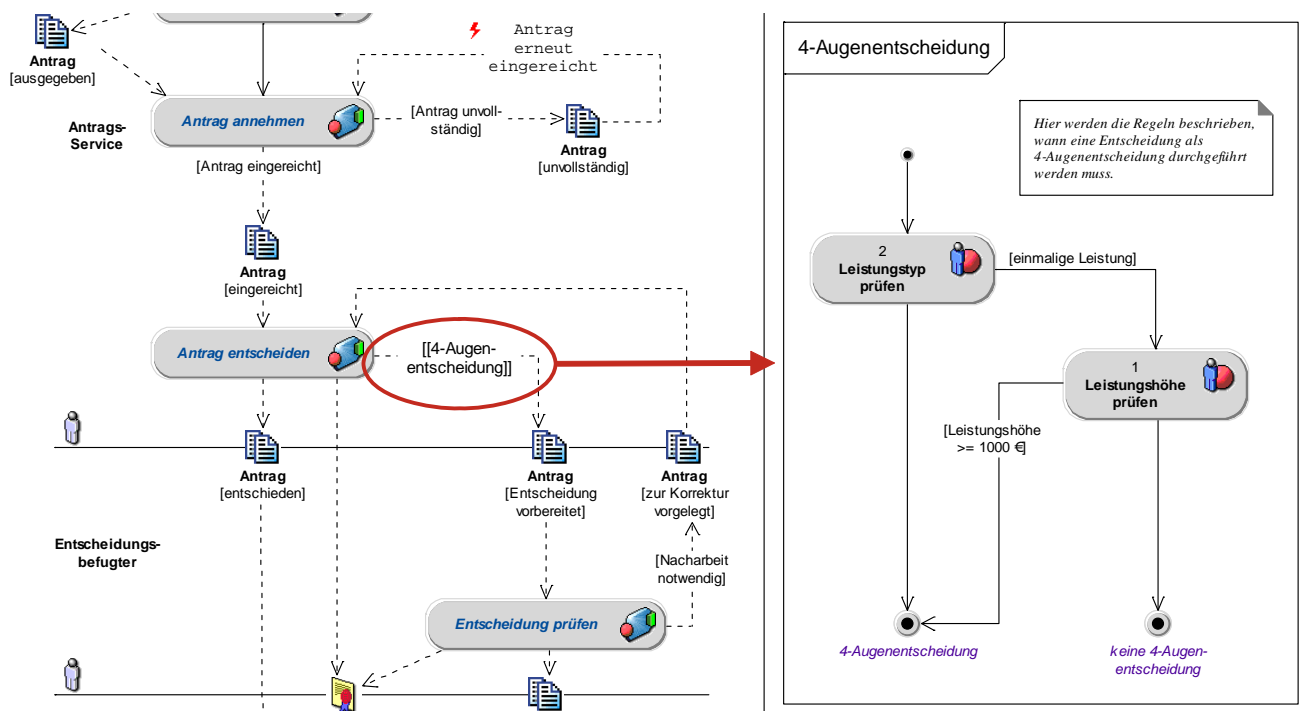 Antrag
[ausgegeben]
Antrag
erneut
eingereicht
Antrags-
Service
Antrag annehmen
[Antrag unvoll-
ständig]
Antrag
[unvollständig]
[Antrag eingereicht]
Antrag
[eingereicht]
Antrag entscheiden
[[4-Augen-
entscheidung]]
Antrag
[entschieden]
Antrag
[Entscheidung
vorbereitet]
Antrag
[zur Korrektur
vorgelegt]
Entscheidungs-
befugter
[Nacharbeit
notwendig]
Entscheidung prüfen
4-Augenentscheidung
Hier werden die Regeln beschrieben,
wann eine Entscheidung als
4-Augenentscheidung durchgeführt
werden muss.
2
Leistungstyp
prüfen
[einmalige Leistung]
1
Leistungshöhe
prüfen
[Leistungshöhe
>= 1000 €]
4-Augenentscheidung
keine 4-Augen-
entscheidung